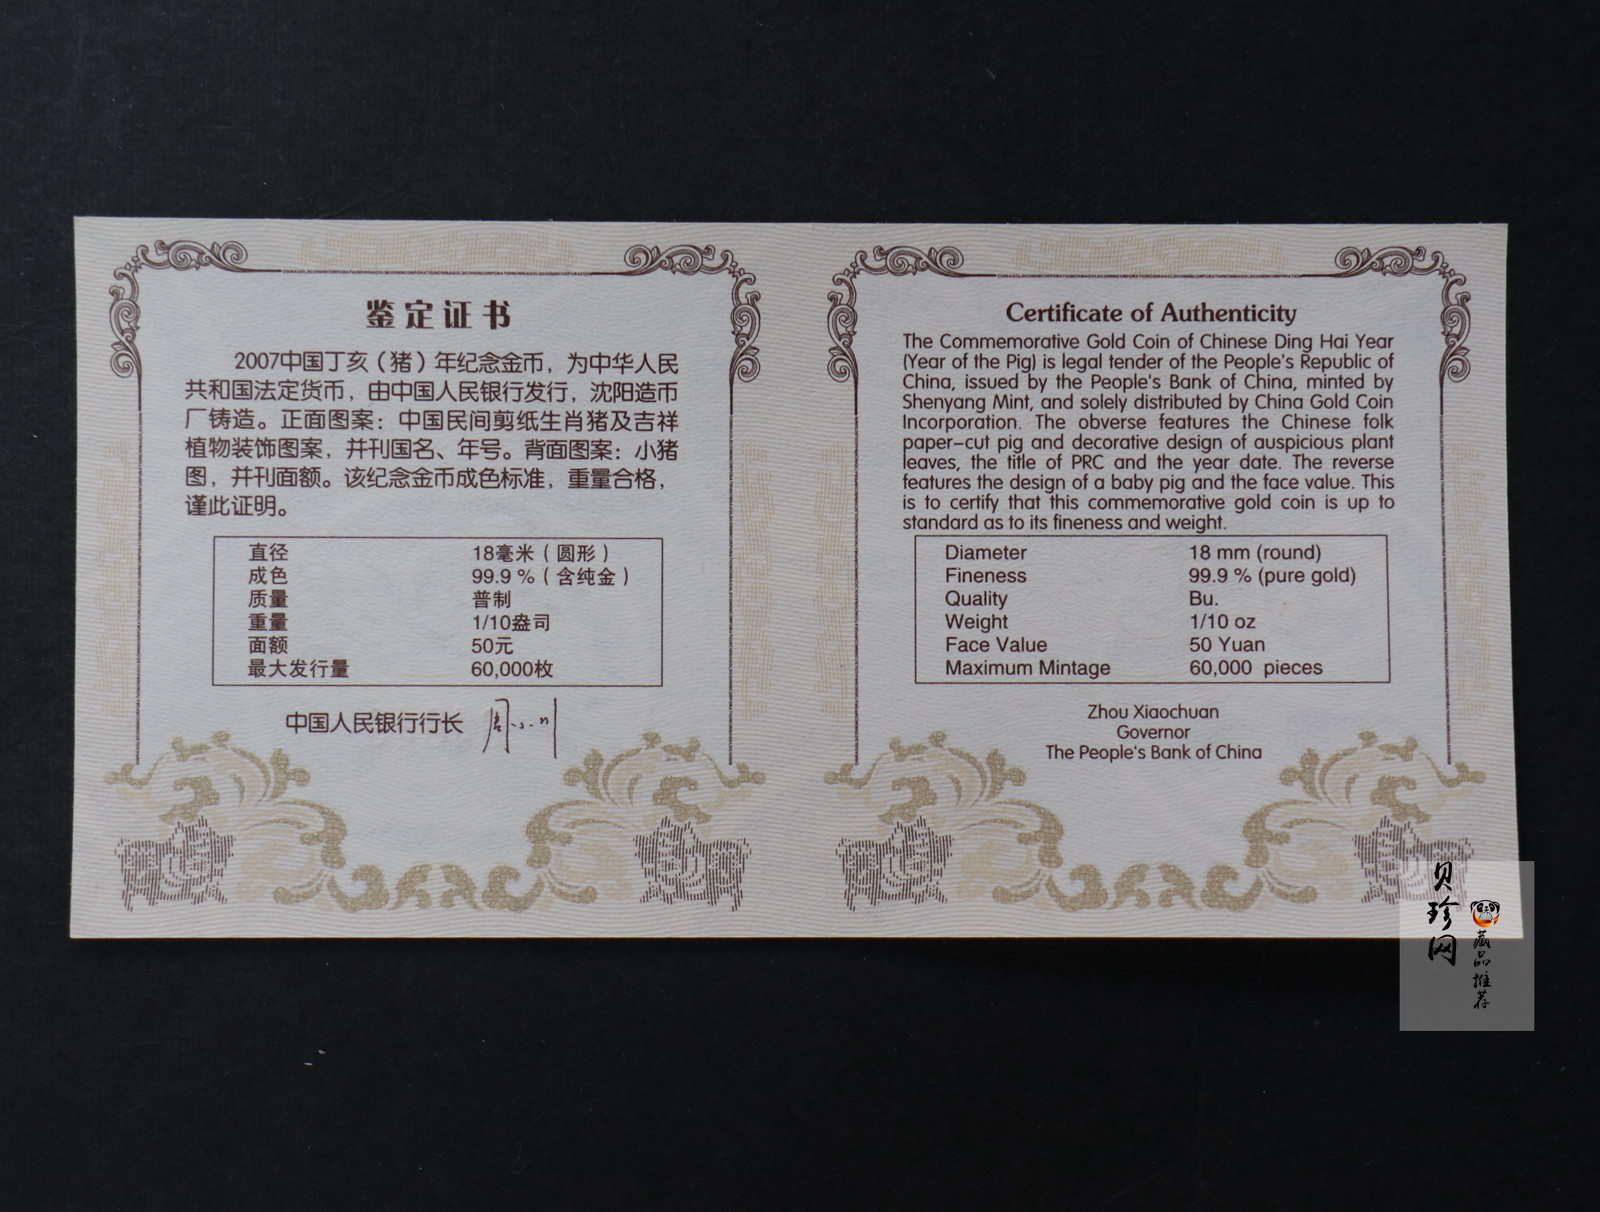 鉴定证书
2007中国丁亥（猪）年纪念金币，为中华人民
共和国法定货币，由中国人民银行发行，沈阳造币
厂铸造。正面图案：中国民间剪纸生肖猪及吉祥
植物装饰图案，并刊国名、年号。背面图案：小猪
图，并刊面额。该纪念金币成色标准，重量合格，
谨此证明。
直径 18毫米（圆形）
成色 99.9 %（含纯金）
质量 普制
重量 1/10盎司
面额 50元
最大发行量 60,000枚
中国人民银行行长 周小川
Certificate of Authenticity
The Commemorative Gold Coin of Chinese Ding Hai Year
(Year of the Pig) is legal tender of the People's Republic of
China, issued by the People's Bank of China, minted by
Shenyang Mint, and solely distributed by China Gold Coin
Incorporation. The obverse features the Chinese folk
paper-cut pig and decorative design of auspicious plant
leaves, the title of PRC and the year date. The reverse
features the design of a baby pig and the face value. This
is to certify that this commemorative gold coin is up to
standard as to its fineness and weight.
Diameter 18 mm (round)
Fineness 99.9 % (pure gold)
Quality Bu.
Weight 1/10 oz
Face Value 50 Yuan
Maximum Mintage 60,000 pieces
Zhou Xiaochuan
Governor
The People's Bank of China
贝珍网
藏品推荐